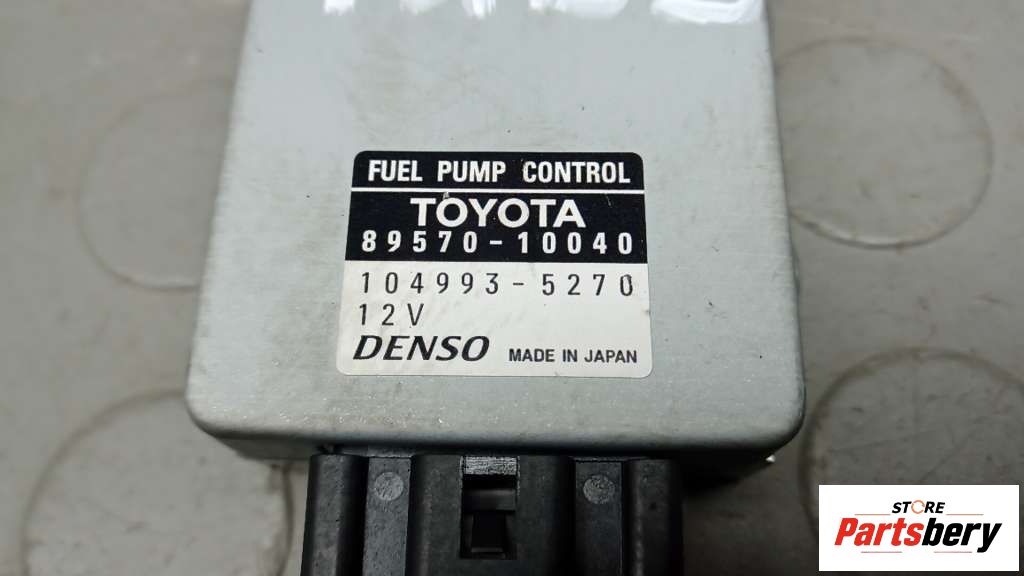 FUEL PUMP CONTROL
TOYOTA
89570-10040
104993-5270
12V
DENSO MADE IN JAPAN
STORE
Partsbery